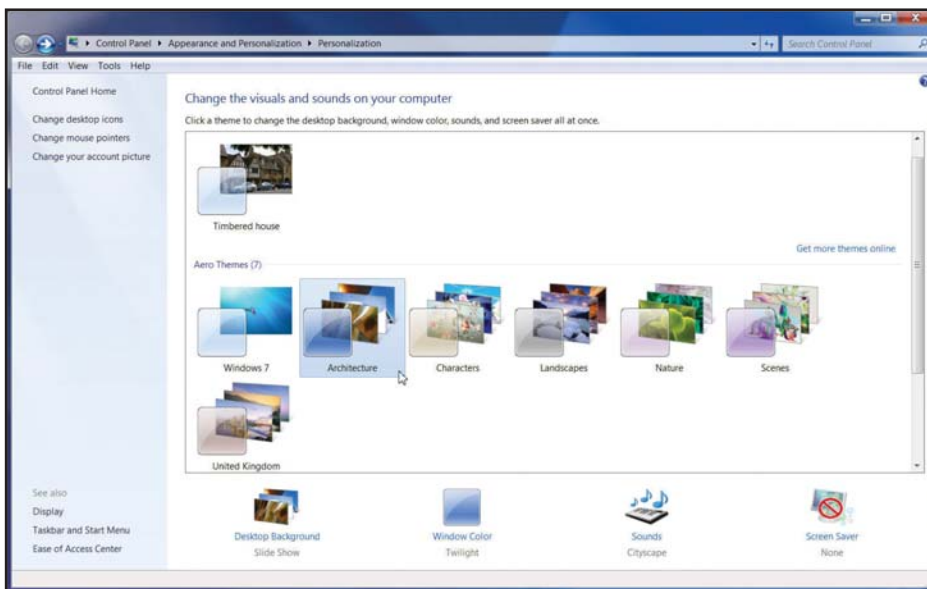 Control Panel Appearance and Personalization Personalization
Search Control Panel
File Edit View Tools Help
Control Panel Home
Change desktop icons
Change mouse pointers
Change your account picture
Change the visuals and sounds on your computer
Click a theme to change the desktop background, window color, sounds, and screen saver all at once.
Timbered house
Get more themes online
Aero Themes (7)
Windows 7
Architecture
Characters
Landscapes
Nature
Scenes
United Kingdom
See also
Display
Taskbar and Start Menu
Ease of Access Center
Desktop Background
Slide Show
Window Color
Twilight
Sounds
Cityscape
Screen Saver
None